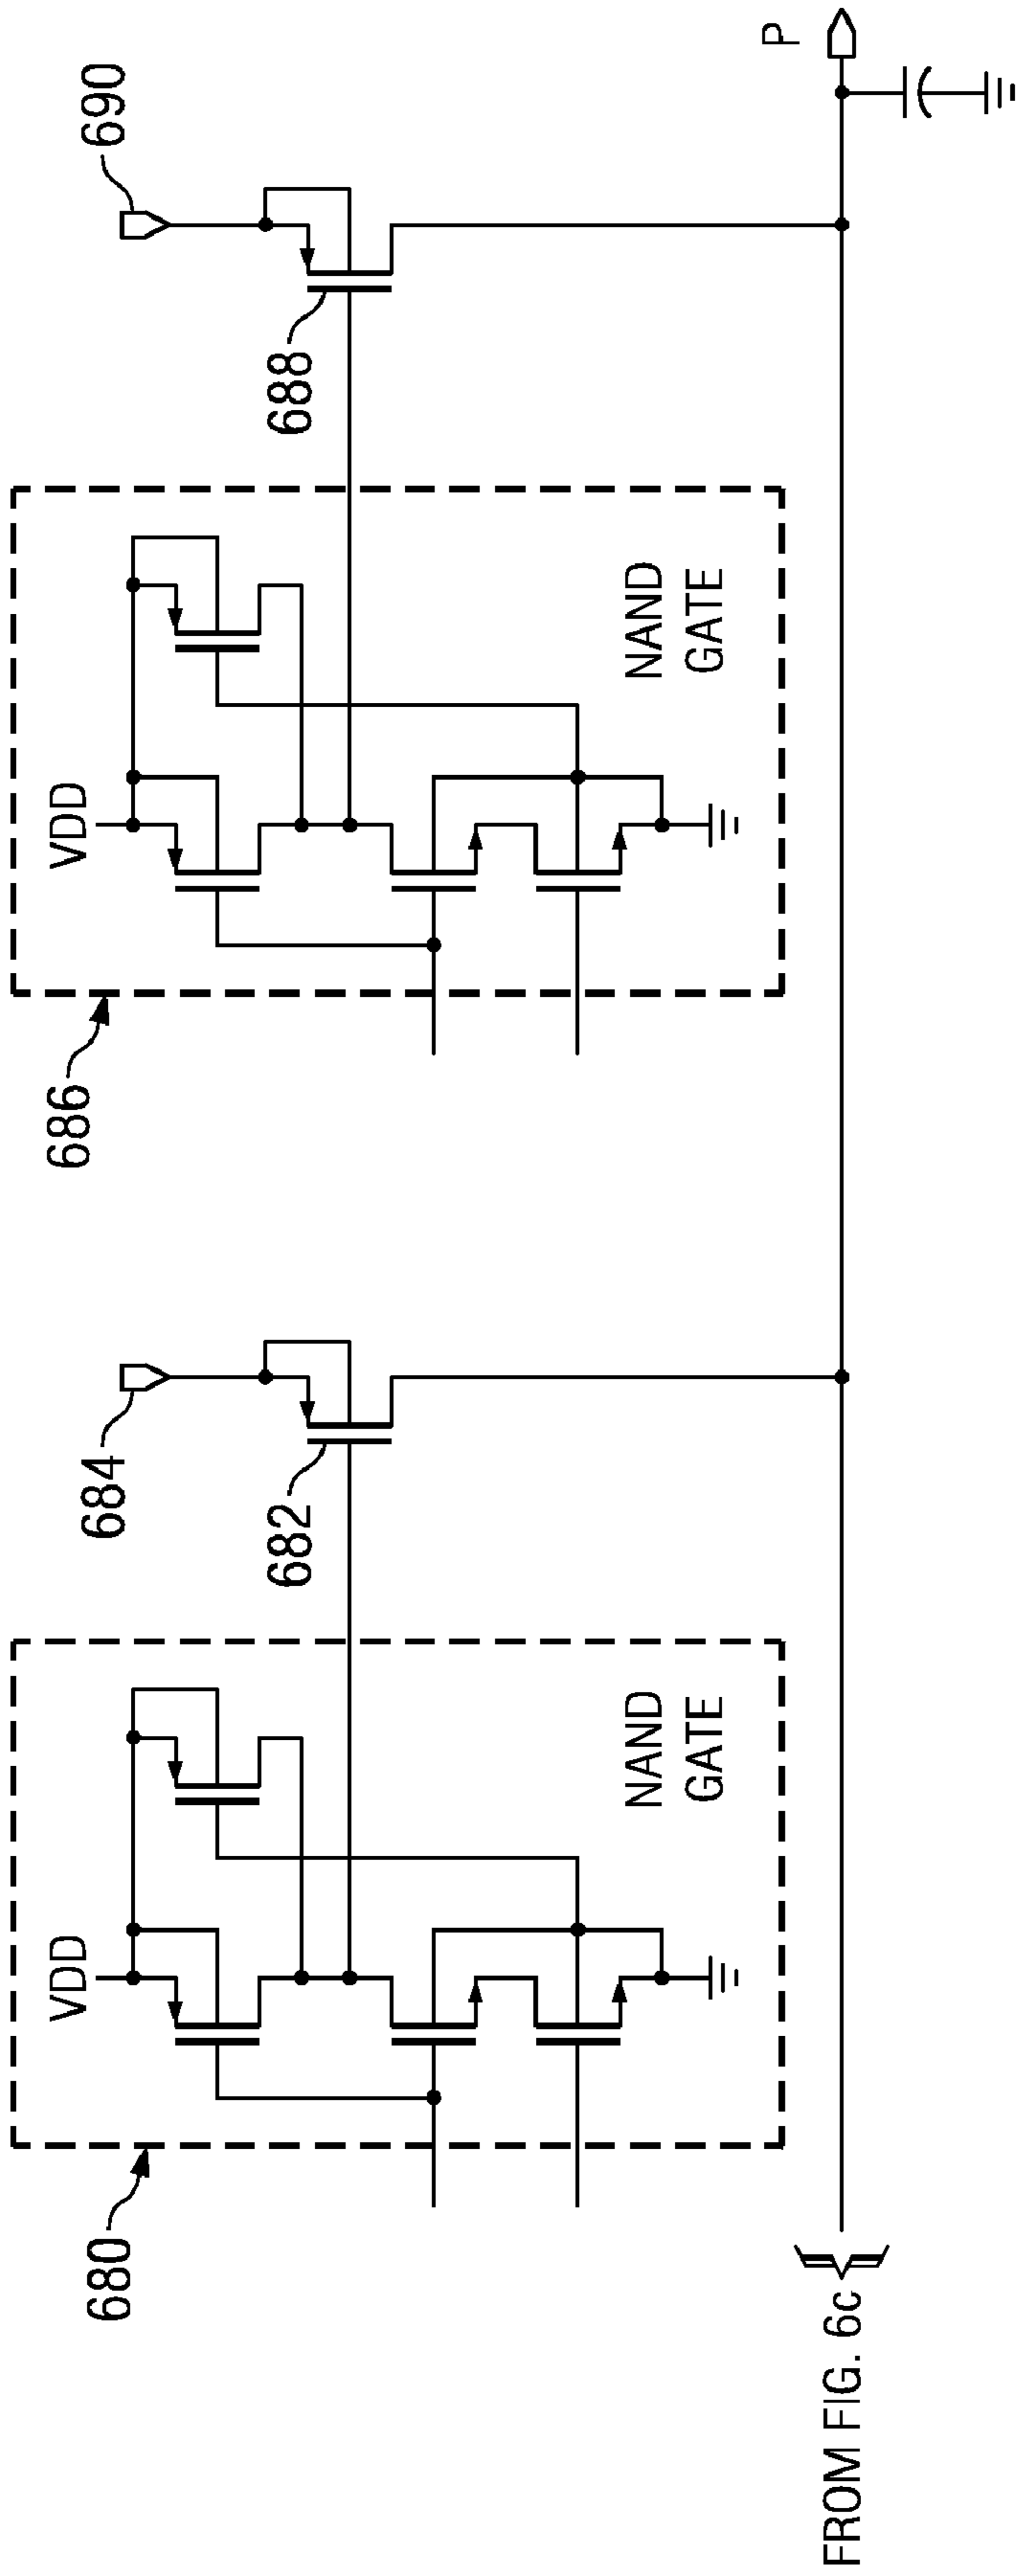 680
VDD
NAND
GATE
682
684
686
VDD
NAND
GATE
688
690
P
FROM FIG. 6c